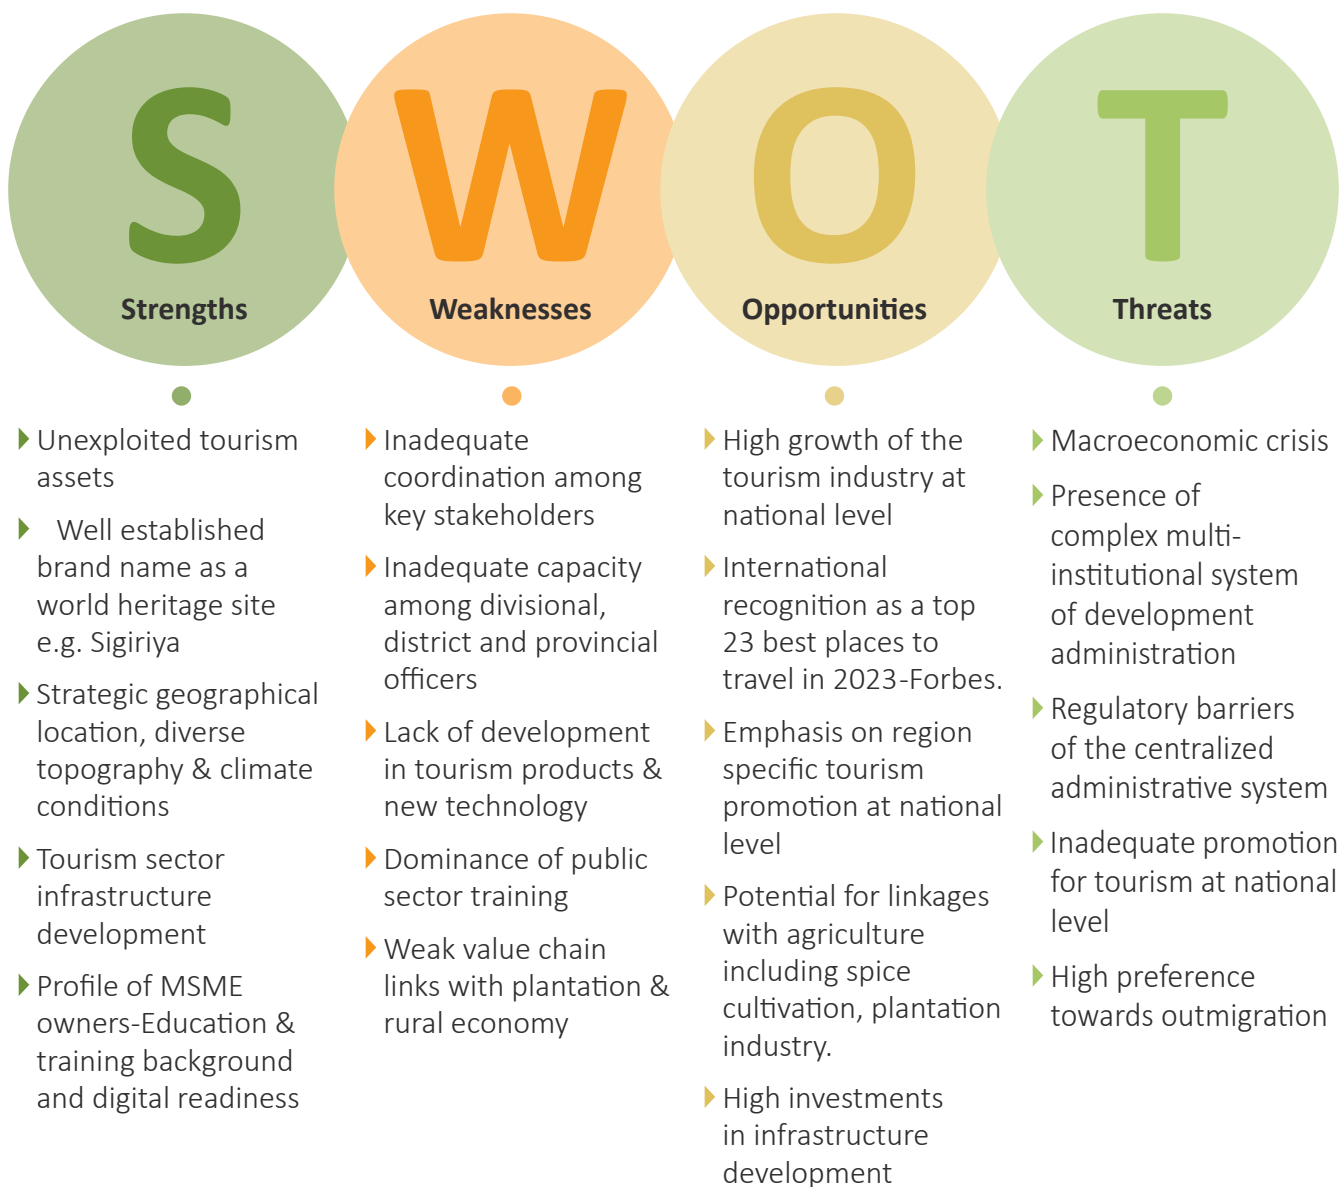 S
Strengths
Unexploited tourism
assets
Well established
brand name as a
world heritage site
e.g. Sigiriya
Strategic geographical
location, diverse
topography & climate
conditions
Tourism sector
infrastructure
development
Profile of MSME
owners-Education &
training background
and digital readiness
W
Weaknesses
Inadequate
coordination among
key stakeholders
Inadequate capacity
among divisional,
district and provincial
officers
Lack of development
in tourism products &
new technology
Dominance of public
sector training
Weak value chain
links with plantation &
rural economy
O
Opportunities
High growth of the
tourism industry at
national level
International
recognition as a top
23 best places to
travel in 2023-Forbes.
Emphasis on region
specific tourism
promotion at national
level
Potential for linkages
with agriculture
including spice
cultivation, plantation
industry.
High investments
in infrastructure
development
T
Threats
Macroeconomic crisis
Presence of
complex multi-
institutional system
of development
administration
Regulatory barriers
of the centralized
administrative system
Inadequate promotion
for tourism at national
level
High preference
towards outmigration